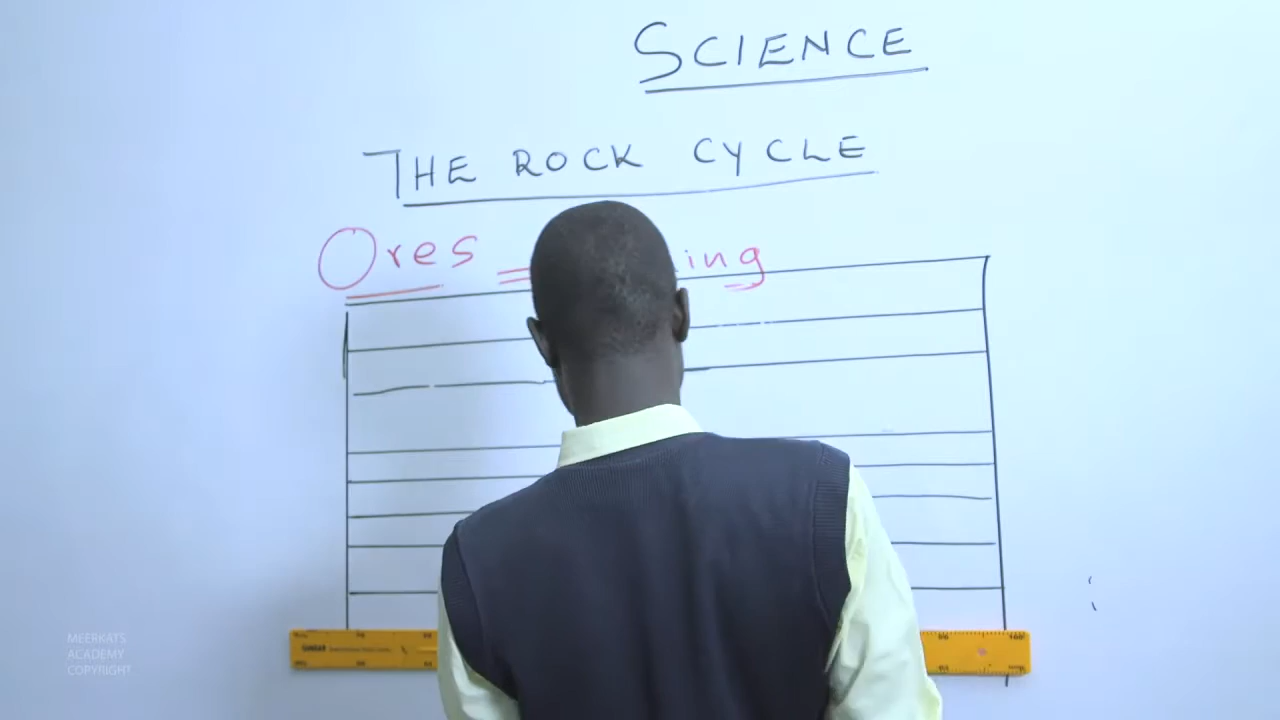 SCIENCE
THE ROCK CYCLE
Ores = ing
MEERKATS
ACADEMY
COPYRIGHT